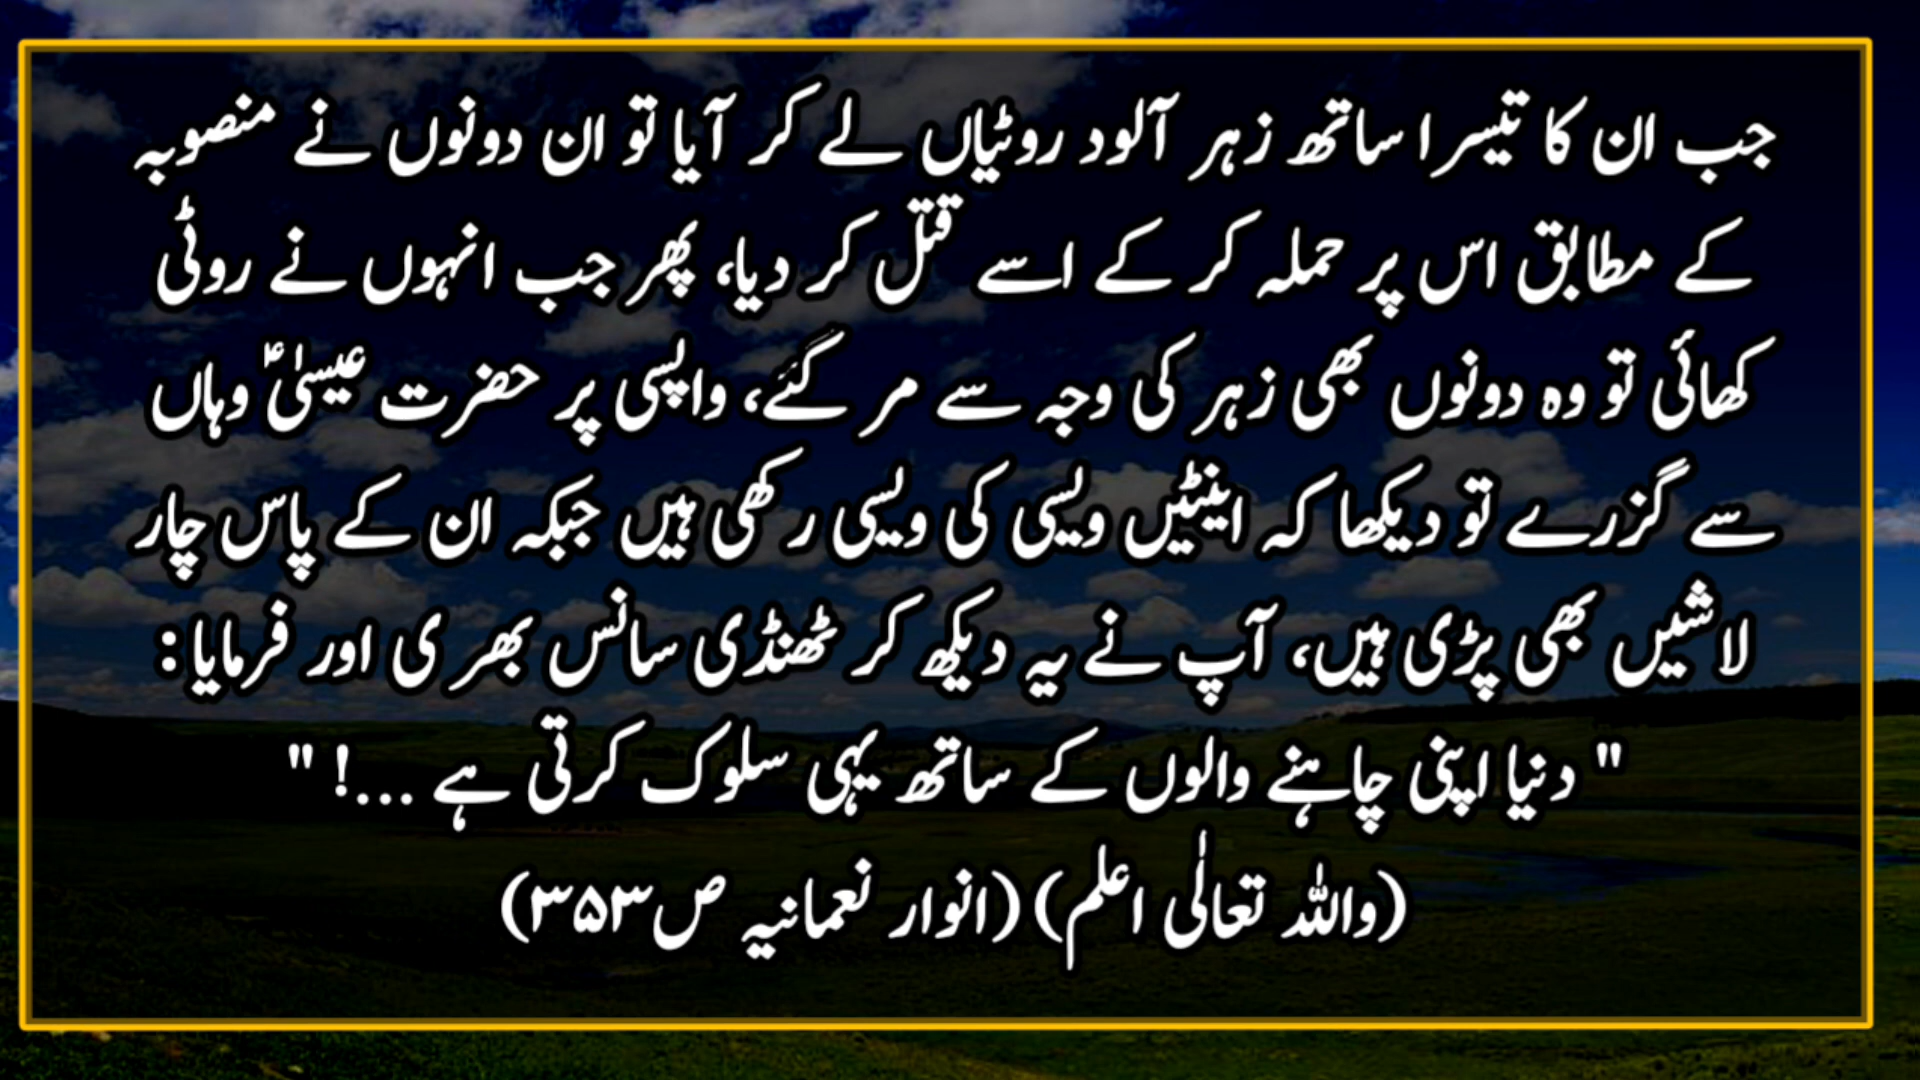 جب ان کا تیسرا ساتھ زہر آلود روٹیاں لے کر آیا تو ان دونوں نے منصوبہ
کے مطابق اس پر حملہ کر کے اسے قتل کر دیا، پھر جب انہوں نے روٹی
کھائی تو وہ دونوں بھی زہر کی وجہ سے مر گئے، واپسی پر حضرت عیسیٰؑ وہاں
سے گزرے تو دیکھا کہ اینٹیں ویسی کی ویسی رکھی ہیں جبکہ ان کے پاس چار
لاشیں بھی پڑی ہیں، آپ نے یہ دیکھ کر ٹھنڈی سانس بھری اور فرمایا:
" دنیا اپنی چاہنے والوں کے ساتھ یہی سلوک کرتی ہے ...! "
(واللہ تعالٰی اعلم) (انوار نعمانیہ ص۳۵۳)